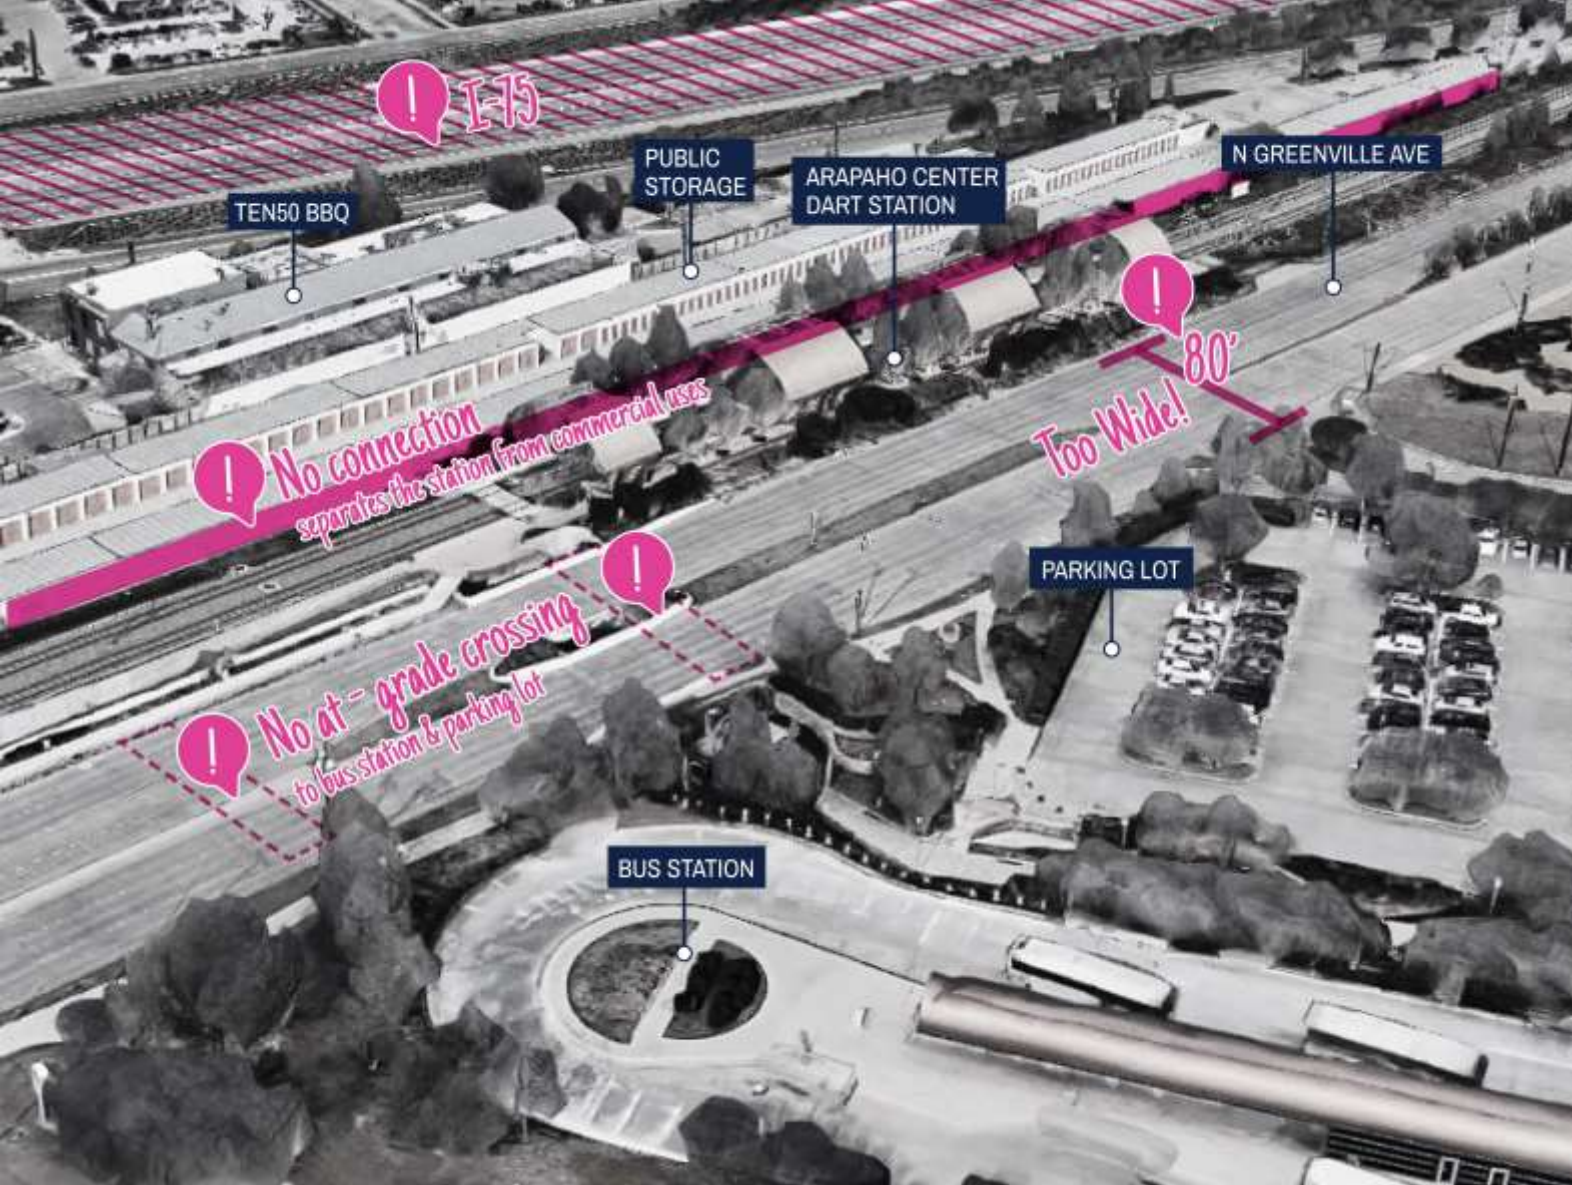 I-75
PUBLIC
STORAGE
N GREENVILLE AVE
ARAPAHO CENTER
DART STATION
TEN50 BBQ
80'
Too Wide!
No connection
separates the station from commercial uses
PARKING LOT
No at-grade crossing
to bus station & parking lot
BUS STATION